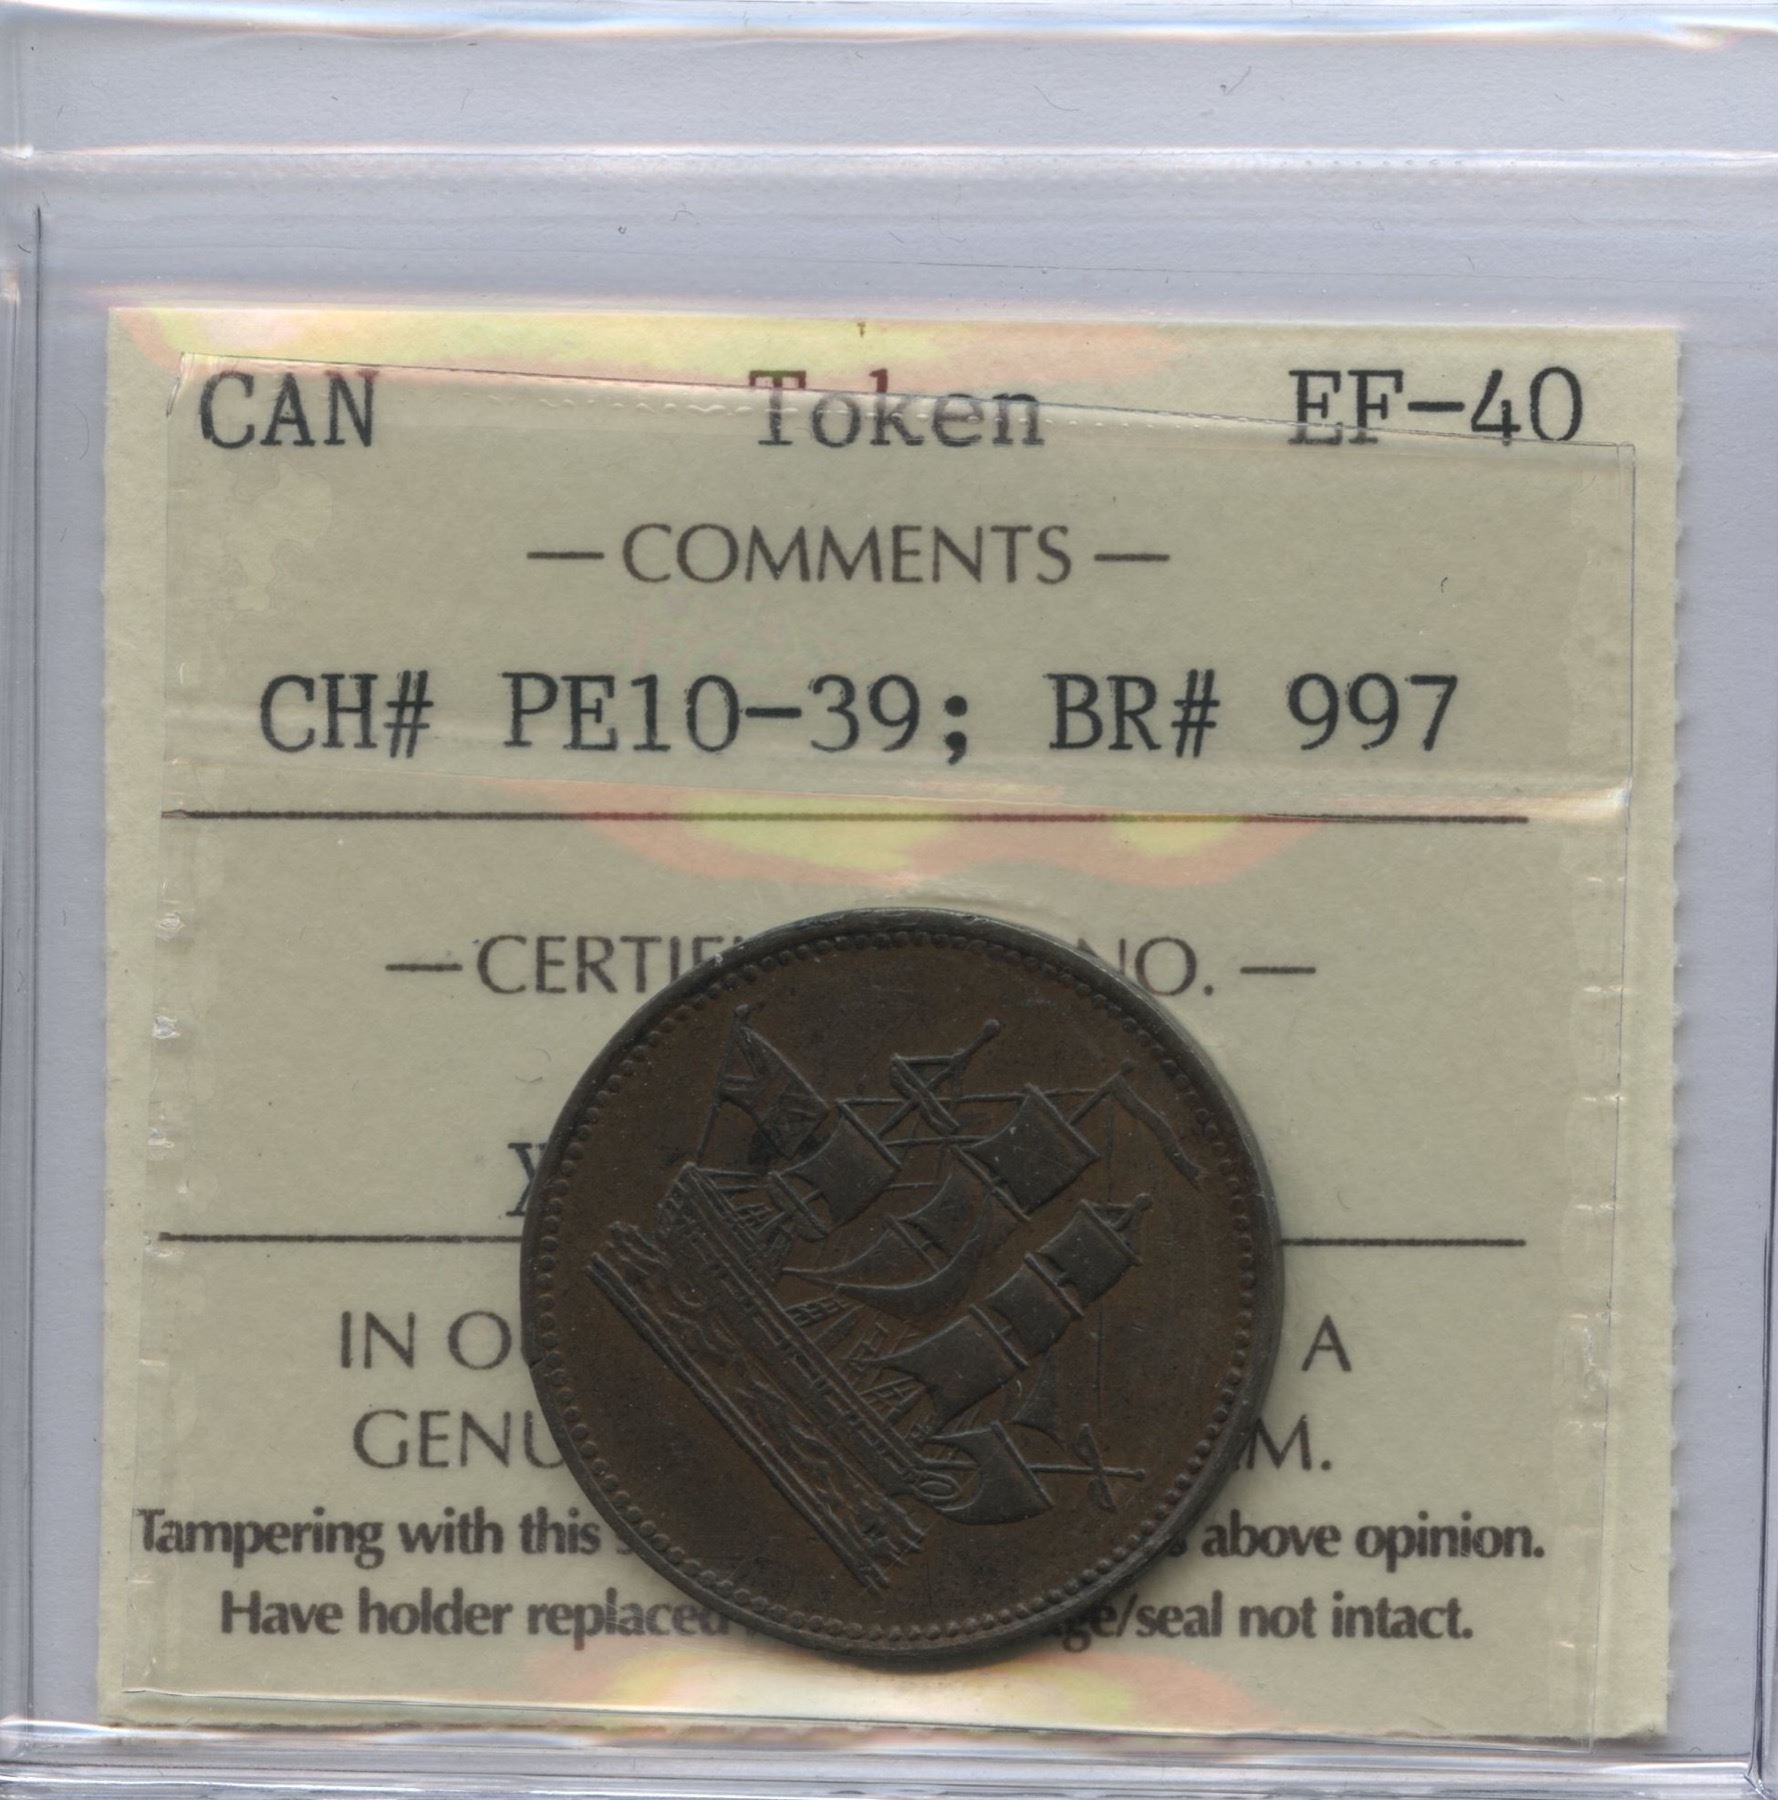 CAN Token EF-40
— COMMENTS —
CH# PE10-39; BR# 997
— CERTIF NO. —
X
IN O A
GENU M.
Tampering with this s above opinion.
Have holder replaced ge/seal not intact.